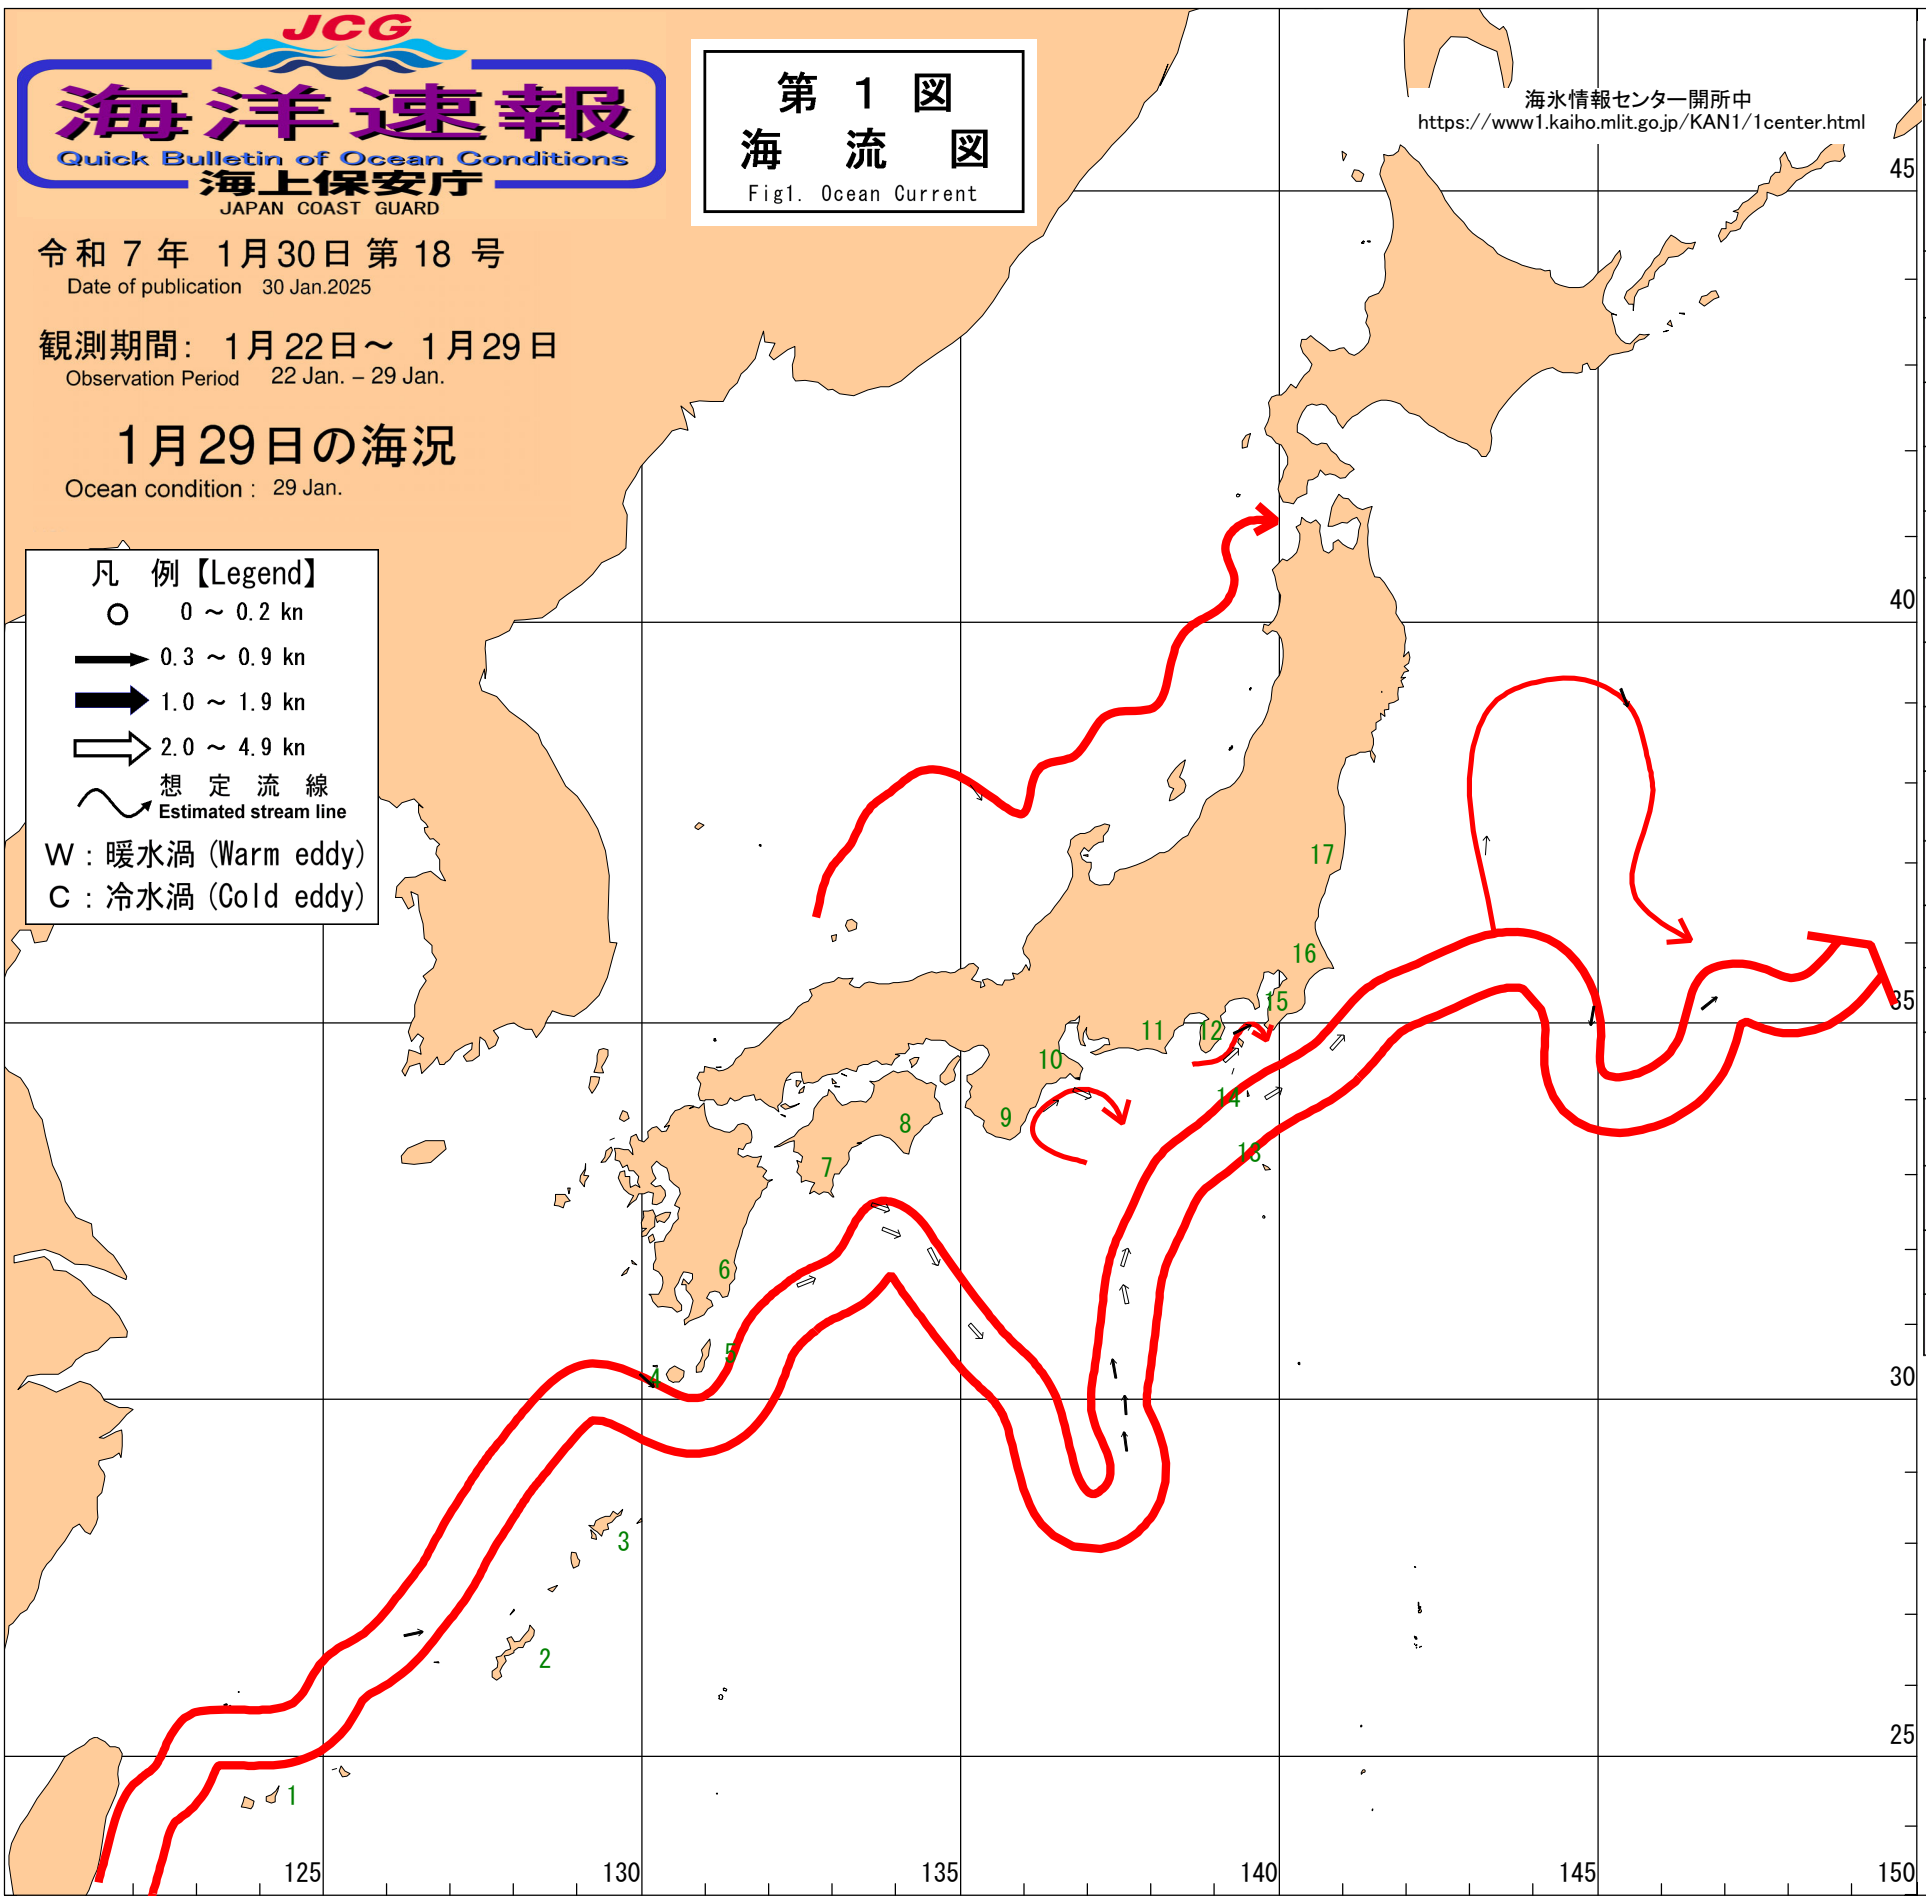 JCG
海洋速報
Quick Bulletin of Ocean Conditions
海上保安庁
JAPAN COAST GUARD
令和 7 年 1月30日 第 18 号
Date of publication 30 Jan.2025
観測期間: 1月22日～ 1月29日
Observation Period 22 Jan. – 29 Jan.
1月29日の海況
Ocean condition : 29 Jan.
第 1 図
海 流 図
Fig1. Ocean Current
海氷情報センター開所中
https://www1.kaiho.mlit.go.jp/KAN1/1center.html
凡 例【Legend】
0 ～ 0.2 kn
0.3 ～ 0.9 kn
1.0 ～ 1.9 kn
2.0 ～ 4.9 kn
想 定 流 線
Estimated stream line
W : 暖水渦 (Warm eddy)
C : 冷水渦 (Cold eddy)
45
40
17
16
35
15
12
11
10
14
9
8
13
7
6
5
4
30
3
2
25
1
125
130
135
140
145
150